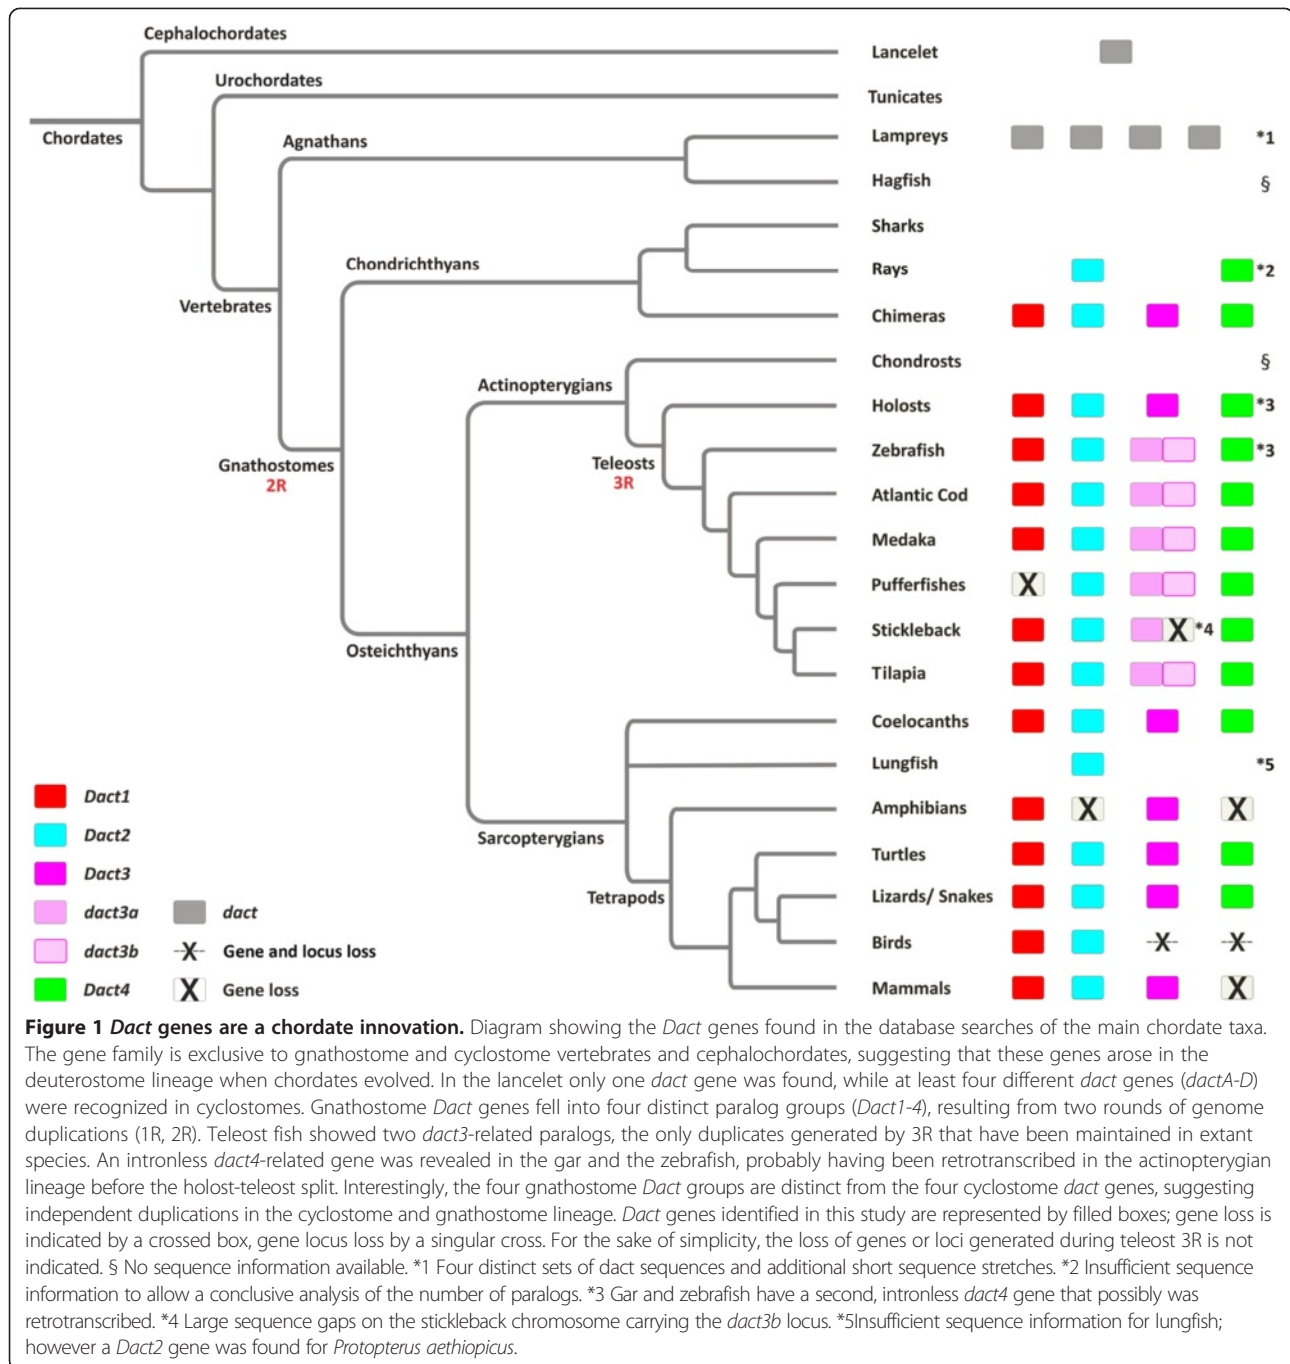 Cephalochordates
Lancelet
Urochordates
Tunicates
Chordates
Agnathans
Lampreys *1
Hagfish §
Sharks
Chondrichthyans
Rays *2
Vertebrates
Chimeras
Chondrosts §
Actinopterygians
Holosts *3
Zebrafish *3
Gnathostomes
2R
Teleosts
3R
Atlantic Cod
Medaka
Pufferfishes X
Stickleback X *4
Osteichthyans
Tilapia
Coelocanths
Lungfish *5
Amphibians X X
Sarcopterygians
Turtles
Tetrapods
Lizards/ Snakes
Birds X X
Mammals X
Dact1
Dact2
Dact3
dact3a
dact3b
Dact4
dact
X Gene and locus loss
X Gene loss
Figure 1 Dact genes are a chordate innovation. Diagram showing the Dact genes found in the database searches of the main chordate taxa.
The gene family is exclusive to gnathostome and cyclostome vertebrates and cephalochordates, suggesting that these genes arose in the
deuterostome lineage when chordates evolved. In the lancelet only one dact gene was found, while at least four different dact genes (dactA-D)
were recognized in cyclostomes. Gnathostome Dact genes fell into four distinct paralog groups (Dact1-4), resulting from two rounds of genome
duplications (1R, 2R). Teleost fish showed two dact3-related paralogs, the only duplicates generated by 3R that have been maintained in extant
species. An intronless dact4-related gene was revealed in the gar and the zebrafish, probably having been retrotranscribed in the actinopterygian
lineage before the holost-teleost split. Interestingly, the four gnathostome Dact groups are distinct from the four cyclostome dact genes, suggesting
independent duplications in the cyclostome and gnathostome lineage. Dact genes identified in this study are represented by filled boxes; gene loss is
indicated by a crossed box, gene locus loss by a singular cross. For the sake of simplicity, the loss of genes or loci generated during teleost 3R is not
indicated. § No sequence information available. *1 Four distinct sets of dact sequences and additional short sequence stretches. *2 Insufficient sequence
information to allow a conclusive analysis of the number of paralogs. *3 Gar and zebrafish have a second, intronless dact4 gene that possibly was
retrotranscribed. *4 Large sequence gaps on the stickleback chromosome carrying the dact3b locus. *5Insufficient sequence information for lungfish;
however a Dact2 gene was found for Protopterus aethiopicus.